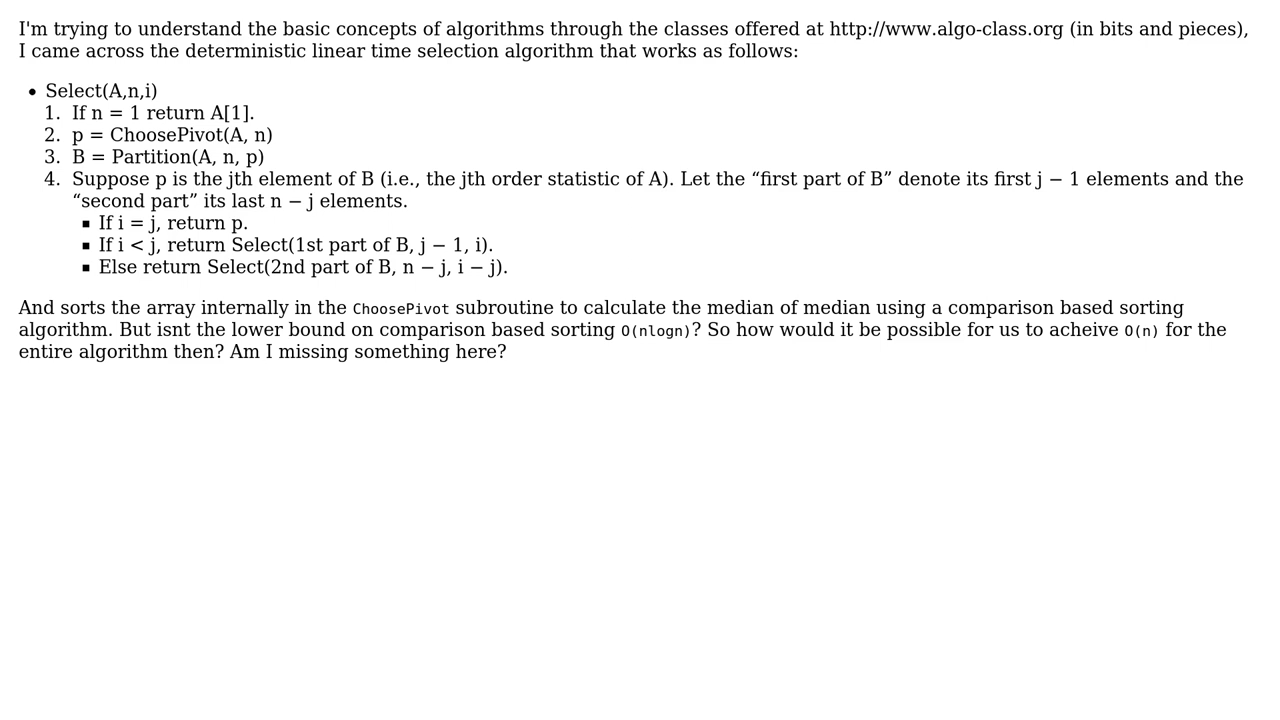 I'm trying to understand the basic concepts of algorithms through the classes offered at http://www.algo-class.org (in bits and pieces),
I came across the deterministic linear time selection algorithm that works as follows:
• Select(A,n,i)
1. If n = 1 return A[1].
2. p = ChoosePivot(A, n)
3. B = Partition(A, n, p)
4. Suppose p is the jth element of B (i.e., the jth order statistic of A). Let the “first part of B” denote its first j − 1 elements and the
“second part” its last n − j elements.
▪ If i = j, return p.
▪ If i < j, return Select(1st part of B, j − 1, i).
▪ Else return Select(2nd part of B, n − j, i − j).
And sorts the array internally in the ChoosePivot subroutine to calculate the median of median using a comparison based sorting
algorithm. But isnt the lower bound on comparison based sorting O(nlogn)? So how would it be possible for us to acheive O(n) for the
entire algorithm then? Am I missing something here?